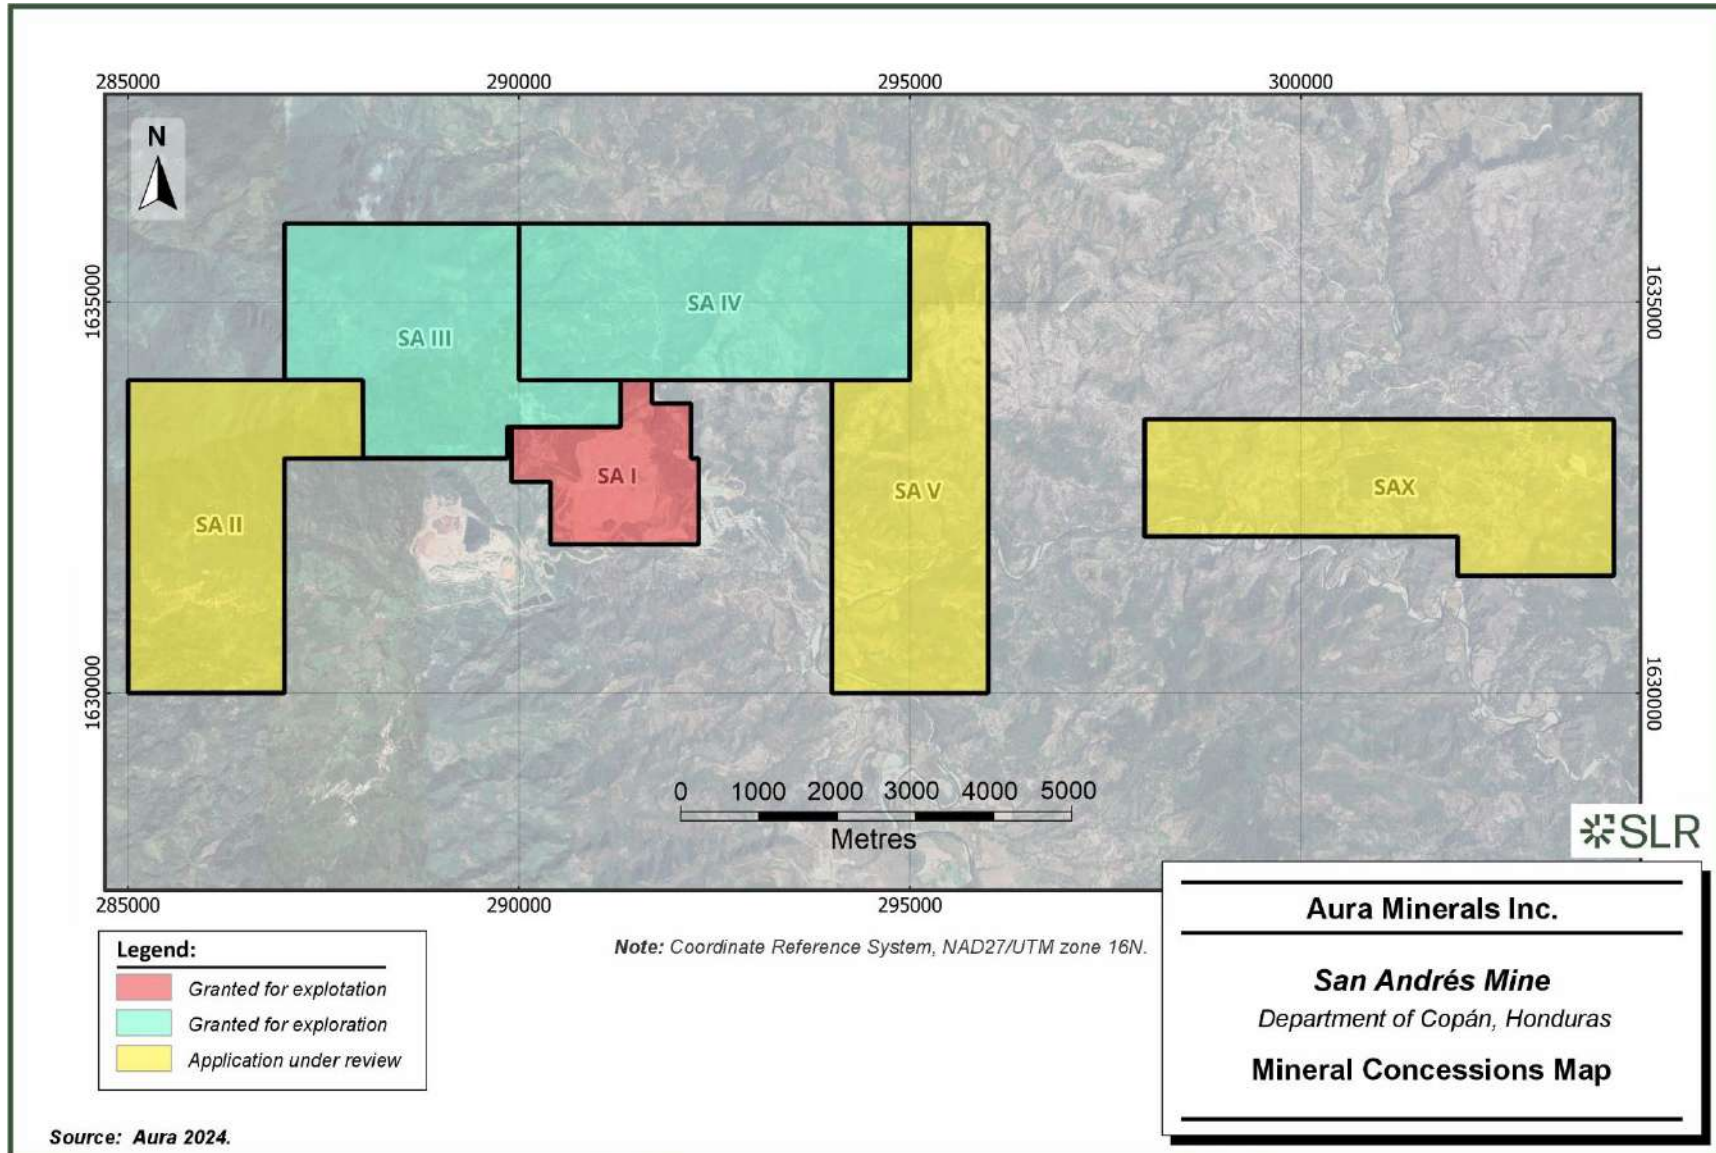 285000 290000 295000 300000
N
1635000 1635000
SA IV
SA III
SA I
SA V
SAX
SA II
1630000 1630000
0 1000 2000 3000 4000 5000
Metres
SLR
285000 290000 295000
Aura Minerals Inc.
San Andrés Mine
Department of Copán, Honduras
Mineral Concessions Map
Note: Coordinate Reference System, NAD27/UTM zone 16N.
Legend:
Granted for explotation
Granted for exploration
Application under review
Source: Aura 2024.